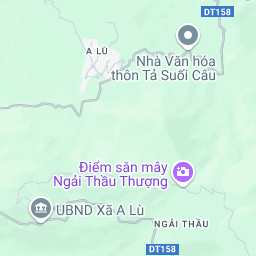 DT158
A LÙ
Nhà Văn hóa
thôn Tả Suối Câu
Điểm săn mây
Ngải Thầu Thượng
UBND Xã A Lù
NGẢI THẦU
DT158